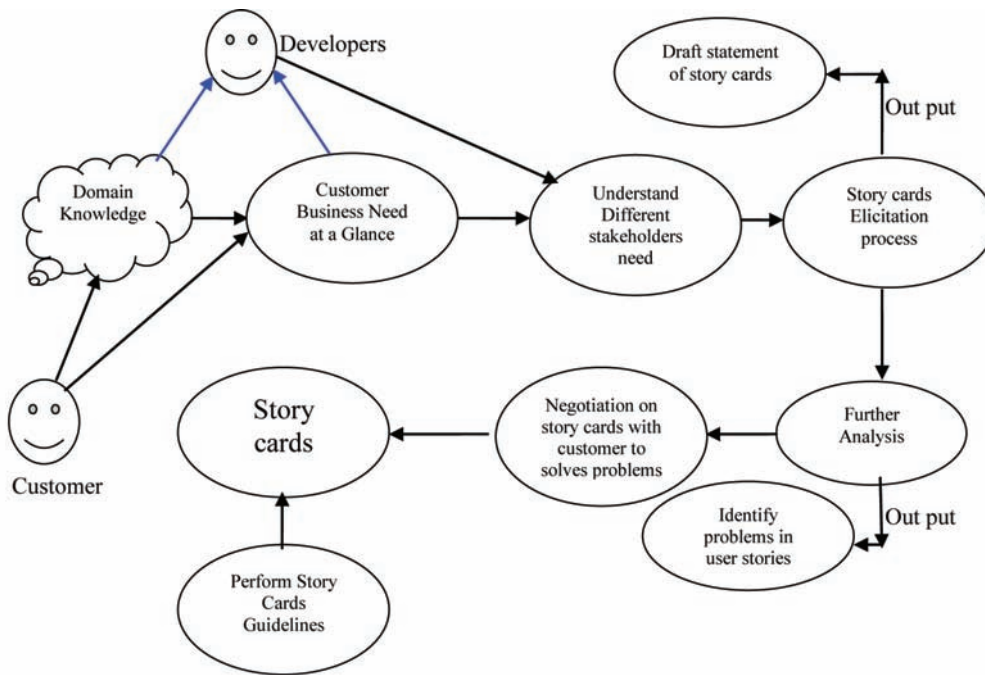 Developers
Draft statement
of story cards
Out put
Domain
Knowledge
Customer
Business Need
at a Glance
Understand
Different
stakeholders
need
Story cards
Elicitation
process
Customer
Story
cards
Negotiation on
story cards with
customer to
solves problems
Further
Analysis
Out put
Identify
problems in
user stories
Perform Story
Cards
Guidelines